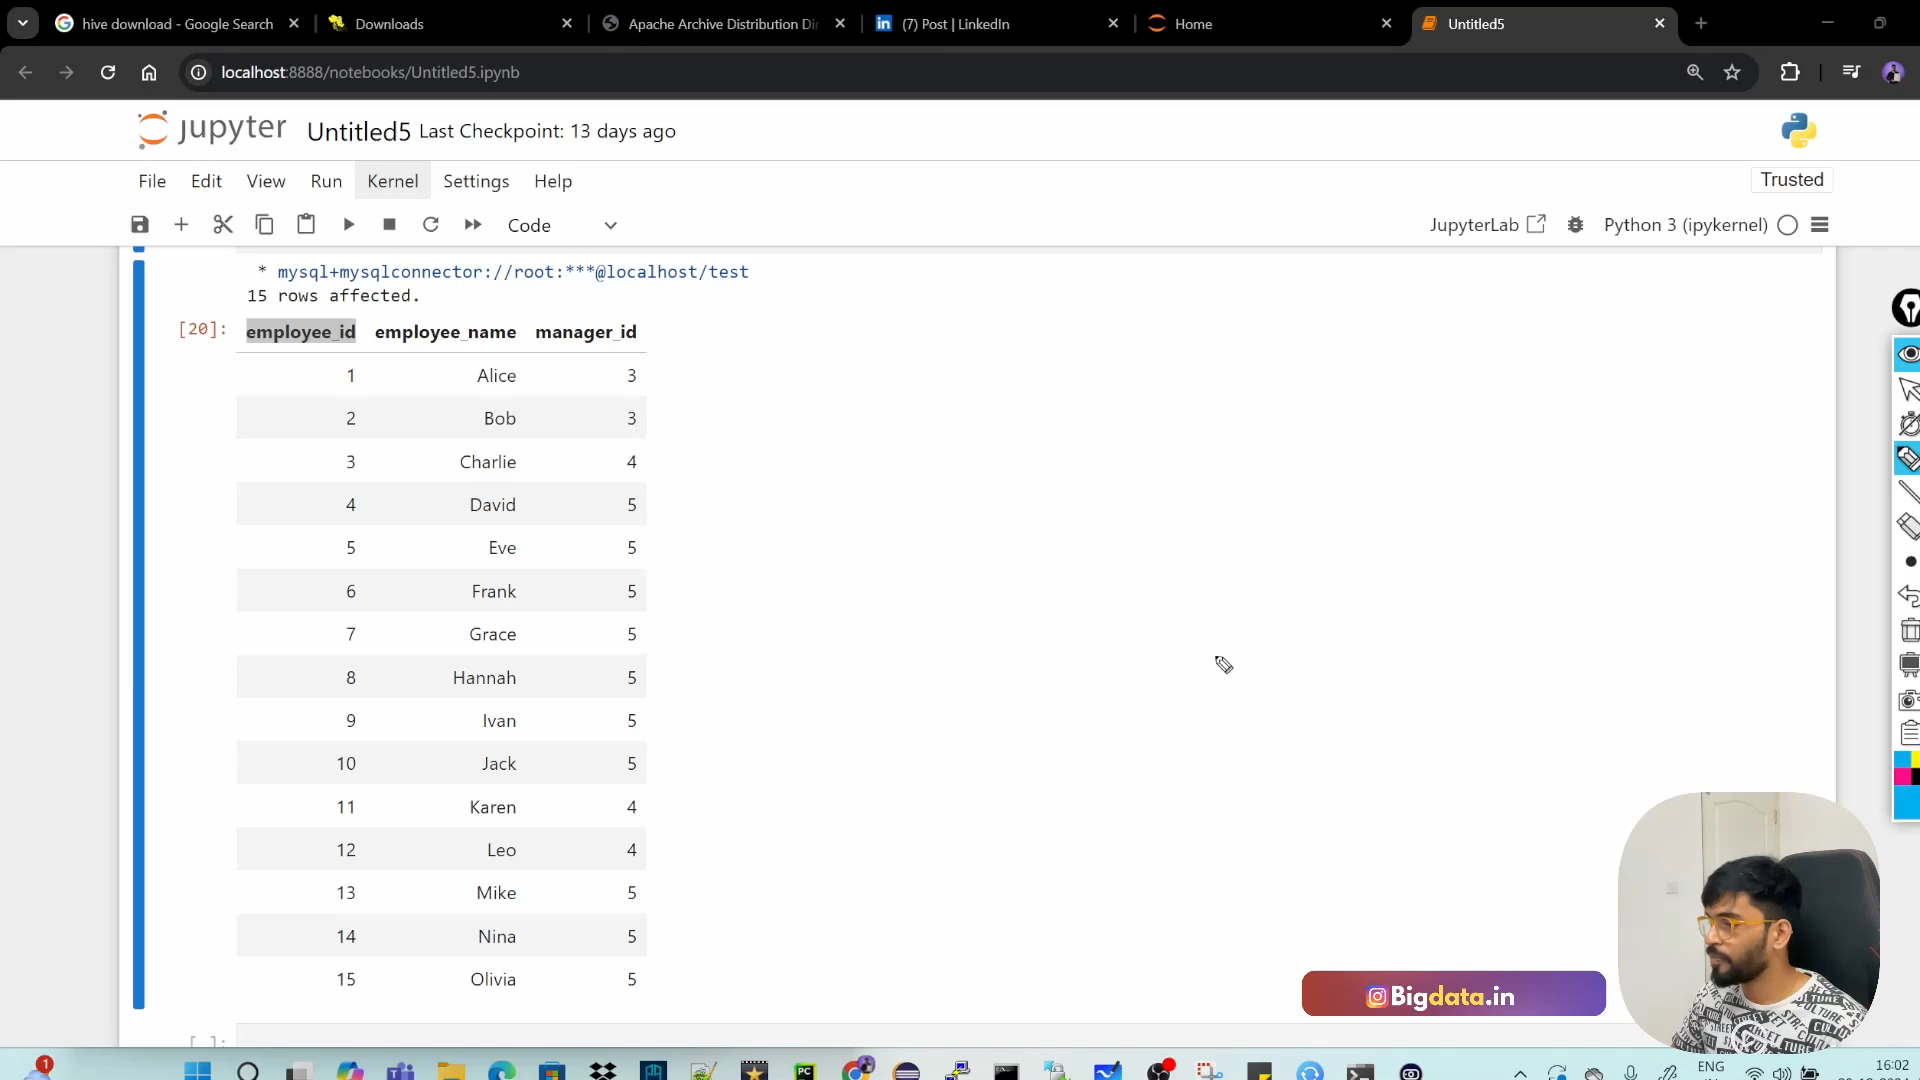 hive download - Google Search
Downloads
Apache Archive Distribution Dir
(7) Post | LinkedIn
Home
Untitled5
localhost:8888/notebooks/Untitled5.ipynb
jupyter Untitled5 Last Checkpoint: 13 days ago
File Edit View Run Kernel Settings Help
Trusted
Code
JupyterLab
Python 3 (ipykernel)
* mysql+mysqlconnector://root:***@localhost/test
15 rows affected.
[20]:
employee_id employee_name manager_id
1 Alice 3
2 Bob 3
3 Charlie 4
4 David 5
5 Eve 5
6 Frank 5
7 Grace 5
8 Hannah 5
9 Ivan 5
10 Jack 5
11 Karen 4
12 Leo 4
13 Mike 5
14 Nina 5
15 Olivia 5
[ ]:
Bigdata.in
CULTURE
1
PC
ENG
16:02